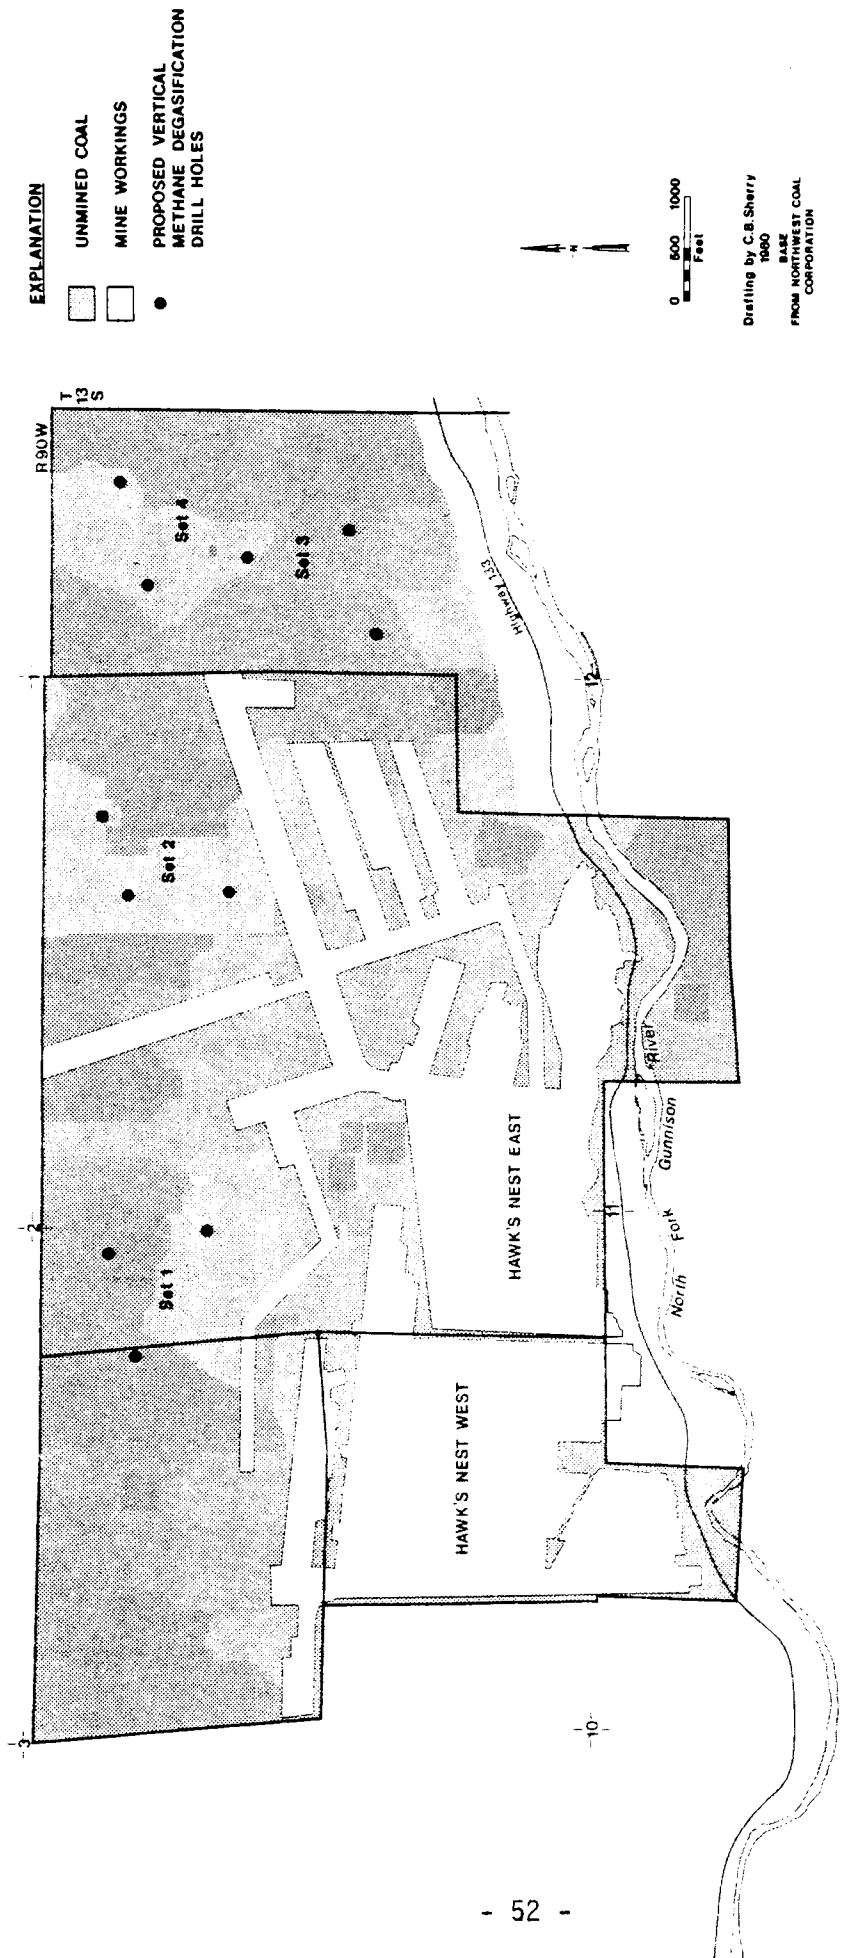 EXPLANATION
UNMINED COAL
MINE WORKINGS
PROPOSED VERTICAL
METHANE DEGASIFICATION
DRILL HOLES
N
0 500 1000
Feet
Drafting by C.B. Sherry
1980
BASE
FROM NORTHWEST COAL
CORPORATION
R90W
T
13
S
3
2
1
Set 1
Set 2
Set 3
Set 4
HAWK'S NEST WEST
HAWK'S NEST EAST
Highway 133
10
11
12
North Fork Gunnison River
- 52 -